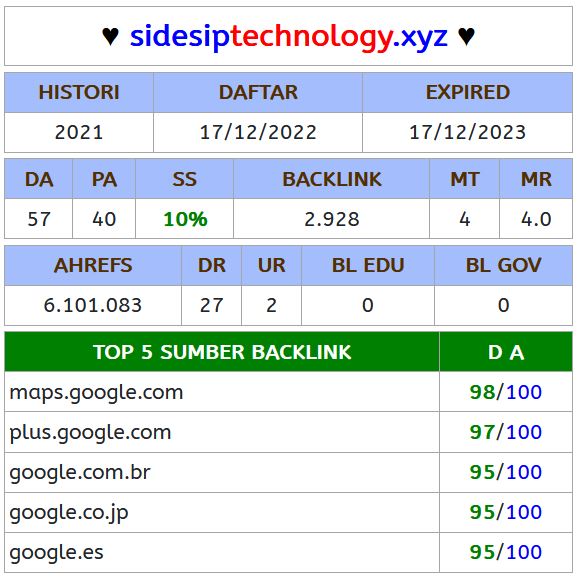 ♥ sidesiptechnology.xyz ♥
HISTORI DAFTAR EXPIRED
2021 17/12/2022 17/12/2023
DA PA SS BACKLINK MT MR
57 40 10% 2.928 4 4.0
AHREFS DR UR BL EDU BL GOV
6.101.083 27 2 0 0
TOP 5 SUMBER BACKLINK D A
maps.google.com 98/100
plus.google.com 97/100
google.com.br 95/100
google.co.jp 95/100
google.es 95/100